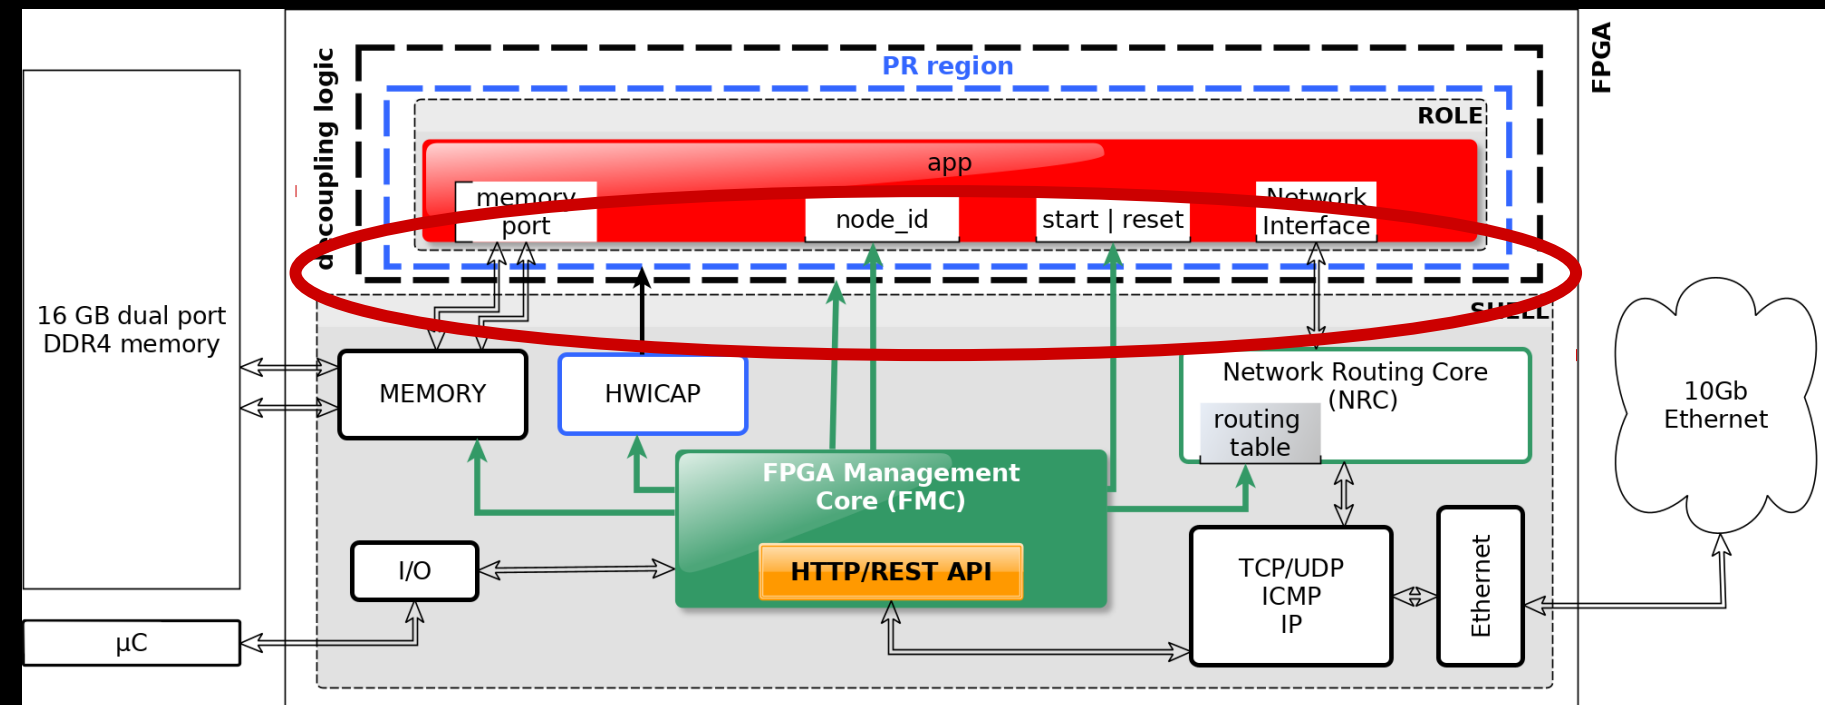 FPGA
decoupling logic
PR region
ROLE
app
memory
port
node_id
start | reset
Network
Interface
SHELL
16 GB dual port
DDR4 memory
MEMORY
HWICAP
Network Routing Core
(NRC)
routing
table
10Gb
Ethernet
FPGA Management
Core (FMC)
HTTP/REST API
I/O
TCP/UDP
ICMP
IP
Ethernet
µC